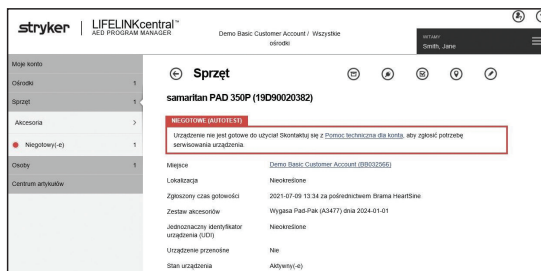 stryker
LIFELINKcentral™
AED PROGRAM MANAGER
Demo Basic Customer Account / Wszystkie ośrodki
WITAMY
Smith, Jane
Moje konto
Ośrodki 1
Sprzęt 1
Akcesoria
Niegotowy(-e) 1
Osoby 1
Centrum artykułów
Sprzęt
samaritan PAD 350P (19D90020382)
NIEGOTOWE (AUTOTEST)
Urządzenie nie jest gotowe do użycia! Skontaktuj się z Pomoc techniczna dla konta, aby zgłosić potrzebę
serwisowania urządzenia.
Miejsce Demo Basic Customer Account (BB032566)
Lokalizacja Nieokreślone
Zgłoszony czas gotowości 2021-07-09 13:34 za pośrednictwem Brama HeartSine
Zestaw akcesoriów Wygasa Pad-Pak (A3477) dnia 2024-01-01
Jednoznaczny identyfikator
urządzenia (UDI) Nieokreślone
Urządzenie przenośne Nie
Stan urządzenia Aktywny(-e)